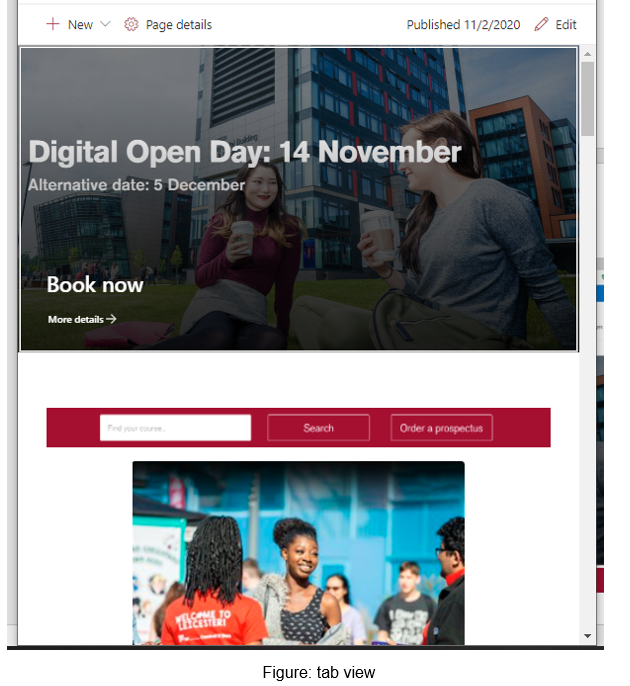 New
Page details
Published 11/2/2020
Edit
Building
Digital Open Day: 14 November
Alternative date: 5 December
Book now
More details
Find your course..
Search
Order a prospectus
WELCOME TO
LEICESTER!
Figure: tab view